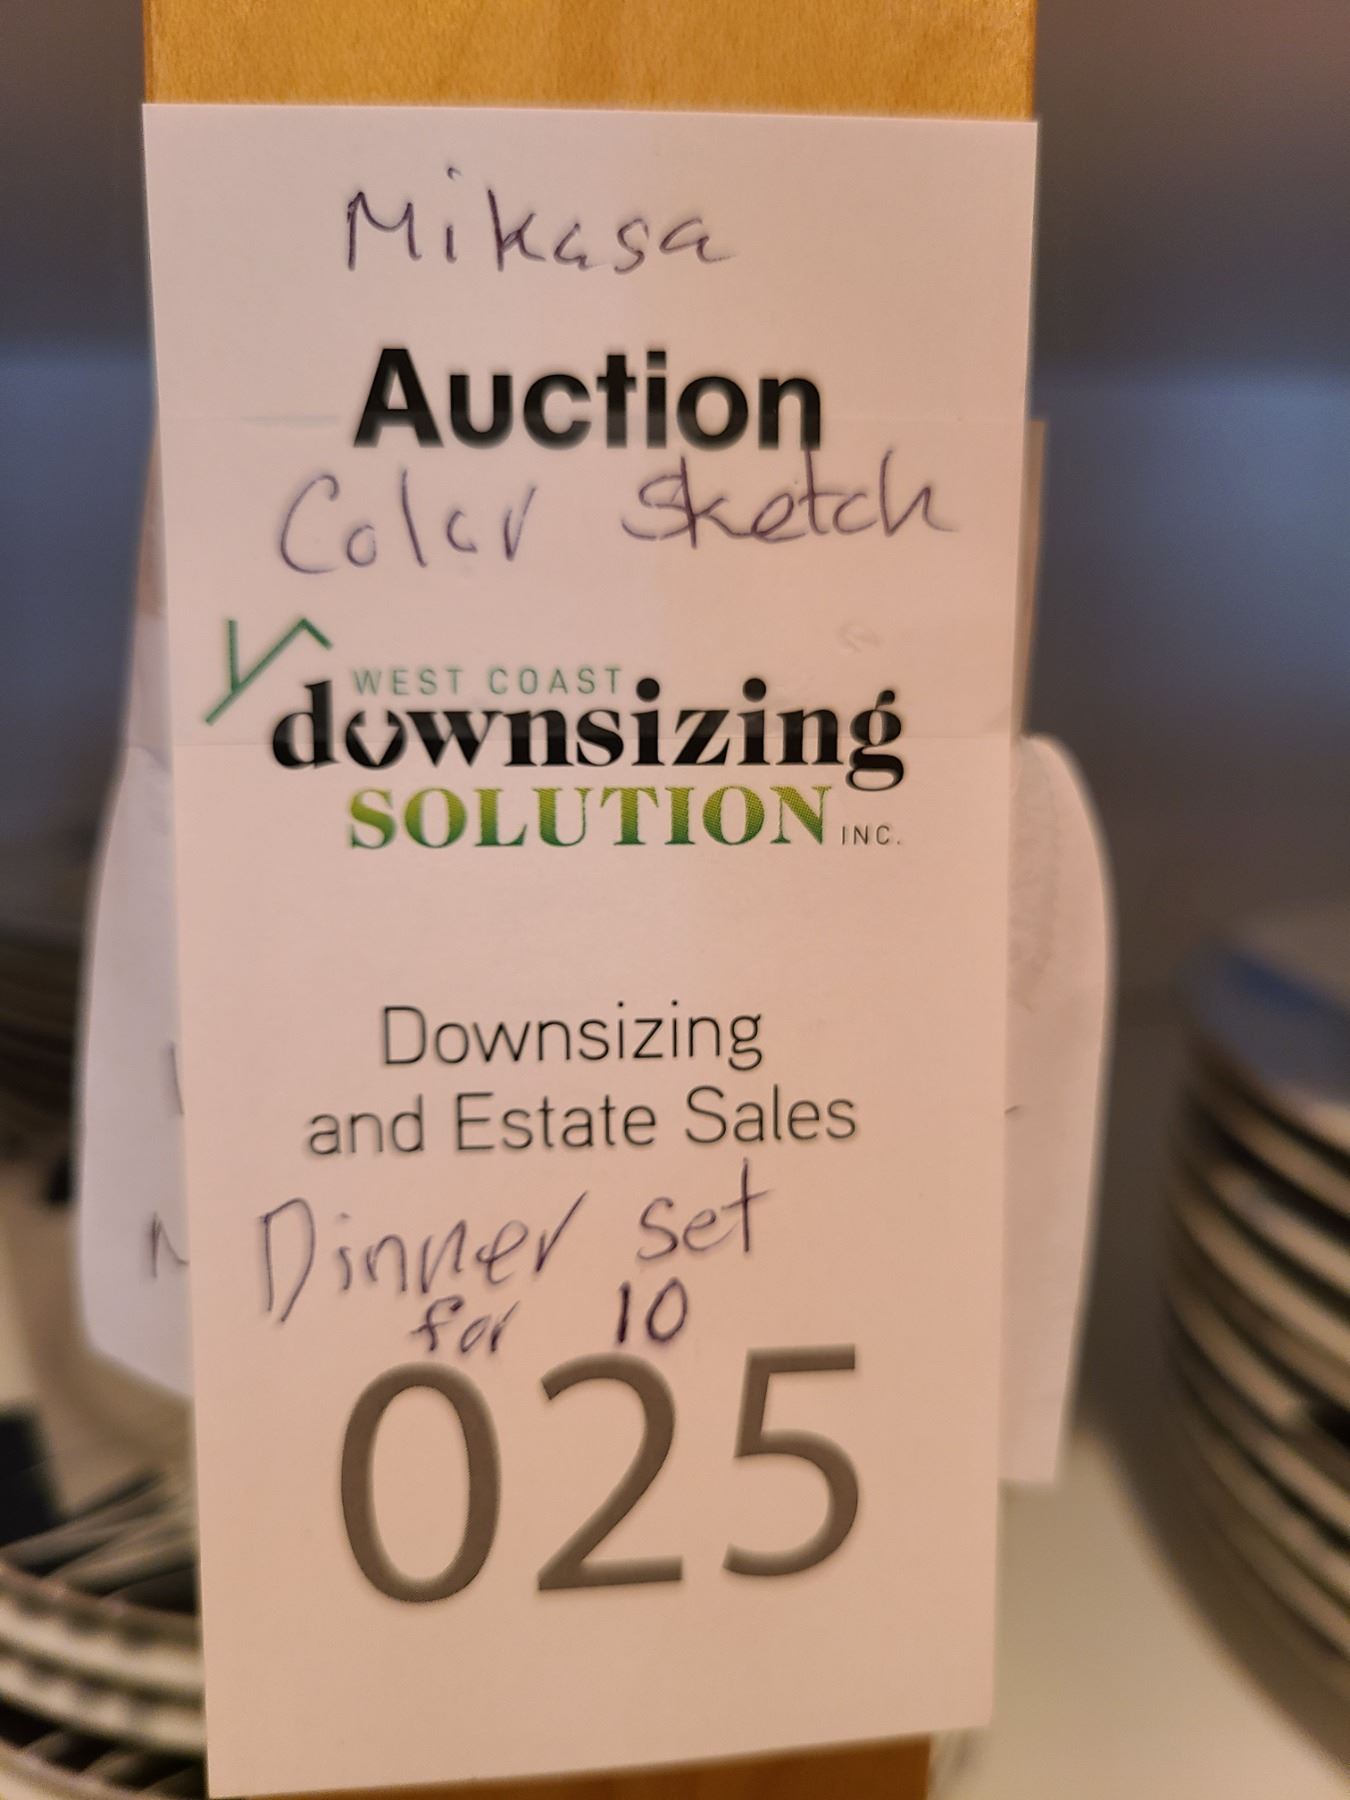 Mikasa
Auction
Color Sketch
WEST COAST
downsizing
SOLUTION INC.
Downsizing
and Estate Sales
Dinner set
for 10
025